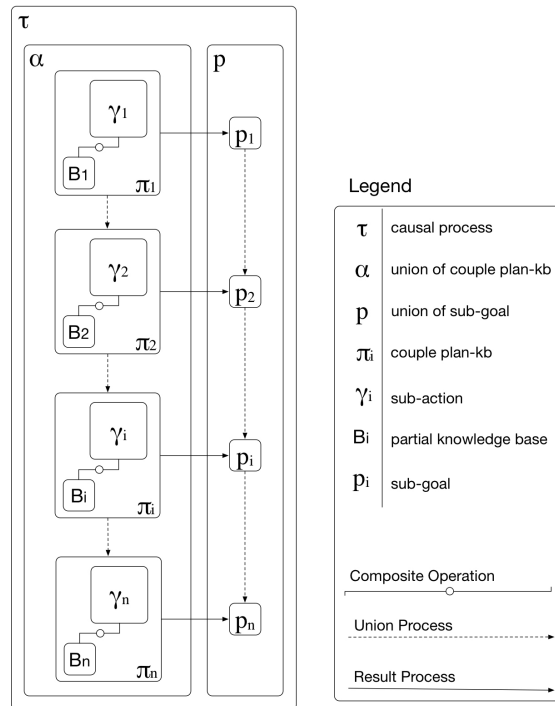 τ
α
p
γ1
B1
π1
p1
γ2
B2
π2
p2
γi
Bi
πi
pi
γn
Bn
πn
pn
Legend
τ causal process
α union of couple plan-kb
p union of sub-goal
πi couple plan-kb
γi sub-action
Bi partial knowledge base
pi sub-goal
Composite Operation
Union Process
Result Process